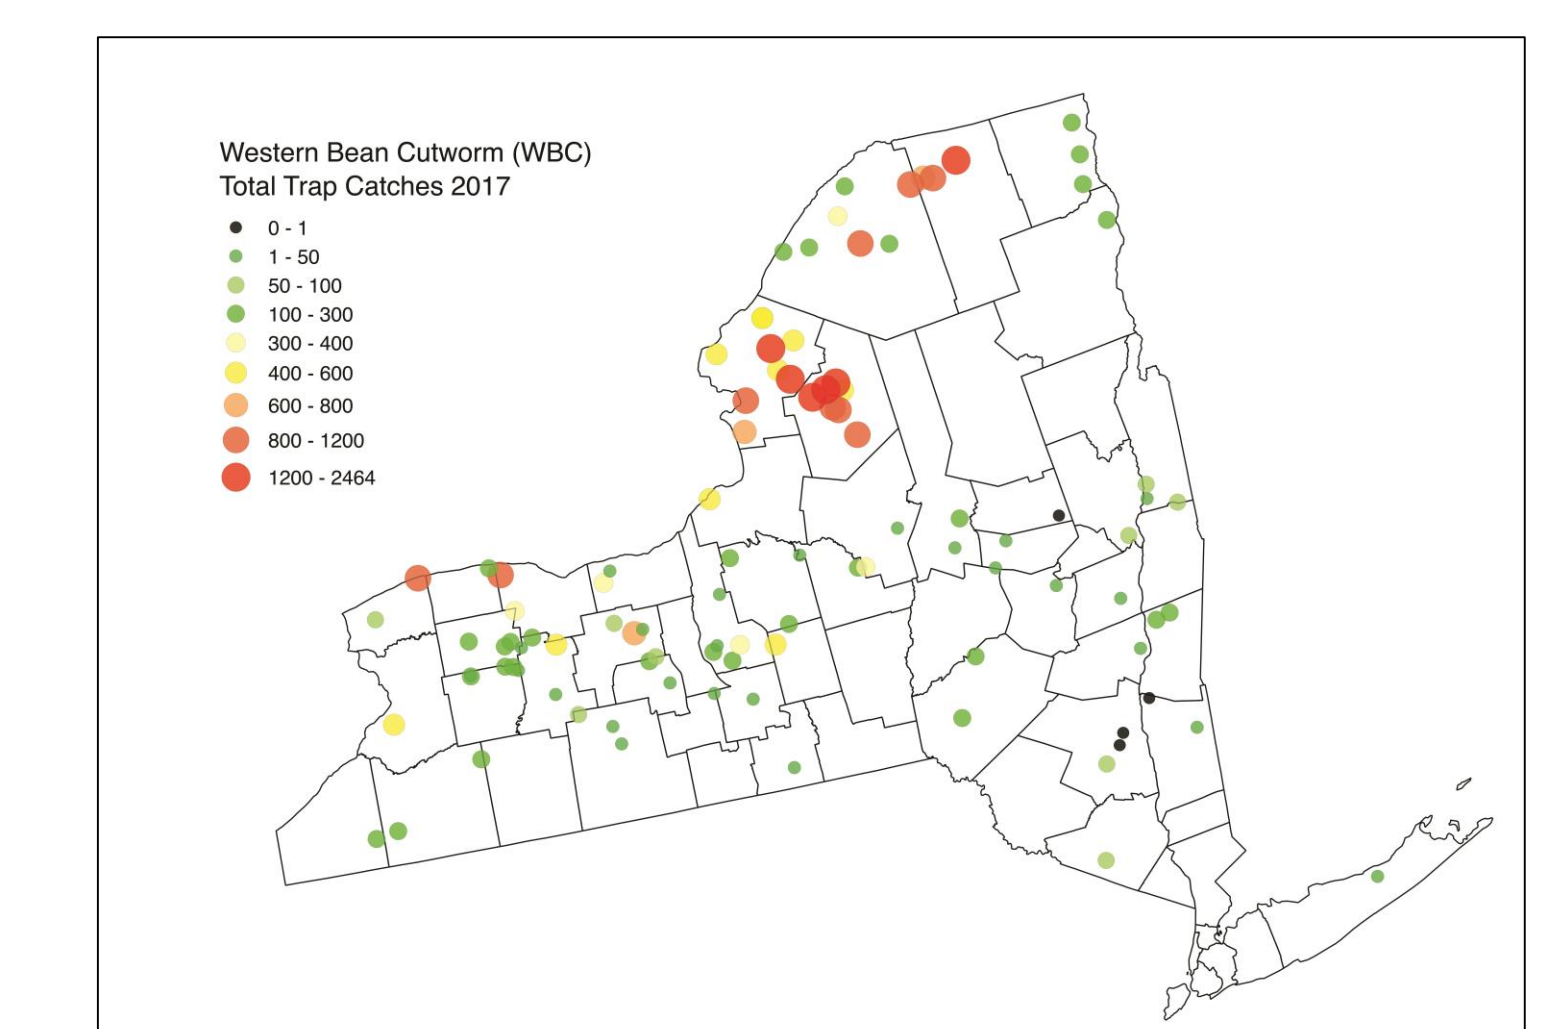 Western Bean Cutworm (WBC)
Total Trap Catches 2017
0 - 1
1 - 50
50 - 100
100 - 300
300 - 400
400 - 600
600 - 800
800 - 1200
1200 - 2464